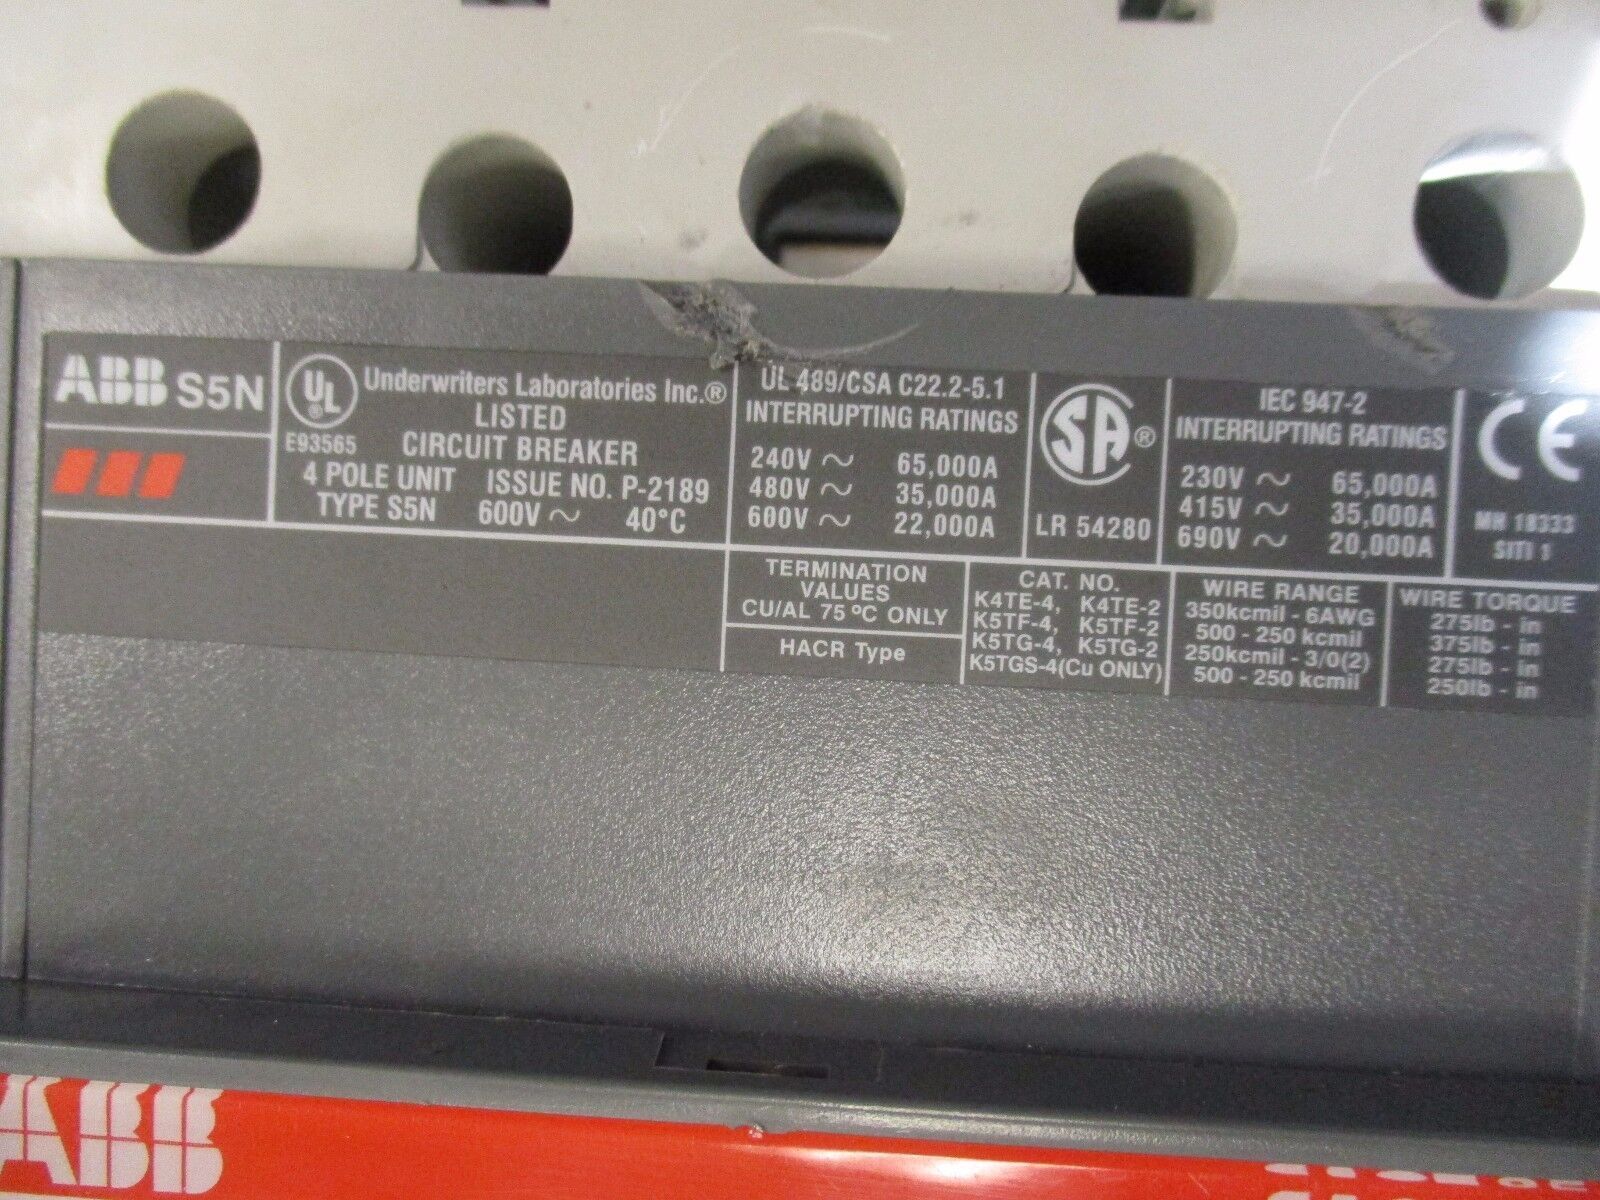 ABB S5N
UL
®
E93565
Underwriters Laboratories Inc.®
LISTED
CIRCUIT BREAKER
4 POLE UNIT ISSUE NO. P-2189
TYPE S5N 600V ~ 40°C
UL 489/CSA C22.2-5.1
INTERRUPTING RATINGS
240V ~ 65,000A
480V ~ 35,000A
600V ~ 22,000A
SA ®
LR 54280
IEC 947-2
INTERRUPTING RATINGS
230V ~ 65,000A
415V ~ 35,000A
690V ~ 20,000A
CE
MH 18333
SITI 1
TERMINATION
VALUES
CU/AL 75 °C ONLY
HACR Type
CAT. NO.
K4TE-4, K4TE-2
K5TF-4, K5TF-2
K5TG-4, K5TG-2
K5TGS-4(Cu ONLY)
WIRE RANGE
350kcmil - 6AWG
500 - 250 kcmil
250kcmil - 3/0(2)
500 - 250 kcmil
WIRE TORQUE
275lb - in
375lb - in
275lb - in
250lb - in
ABB